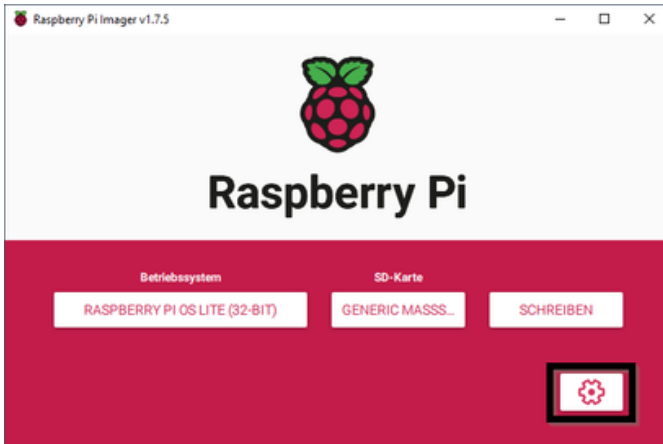 Raspberry Pi Imager v1.7.5
Raspberry Pi
Betriebssystem
SD-Karte
RASPBERRY PI OS LITE (32-BIT)
GENERIC MASSS...
SCHREIBEN